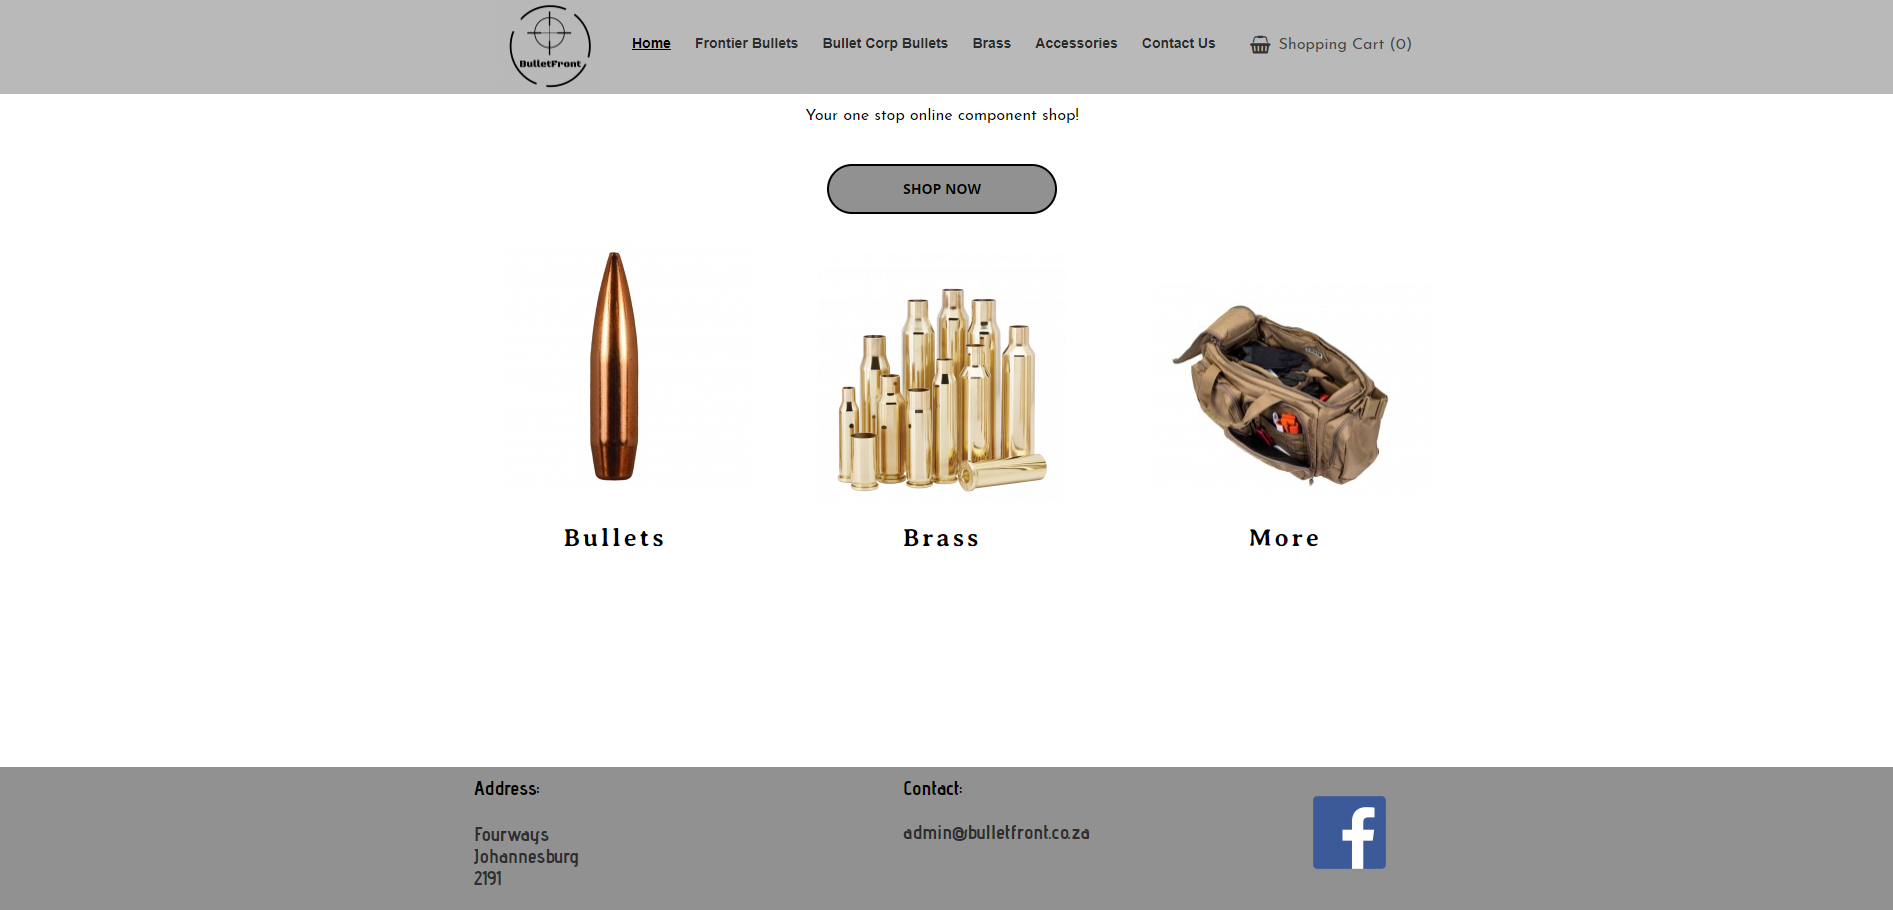 BulletFront
Home
Frontier Bullets
Bullet Corp Bullets
Brass
Accessories
Contact Us
Shopping Cart (0)
Your one stop online component shop!
SHOP NOW
Bullets
Brass
More
Address:
Fourways
Johannesburg
2191
Contact:
admin@bulletfront.co.za
f